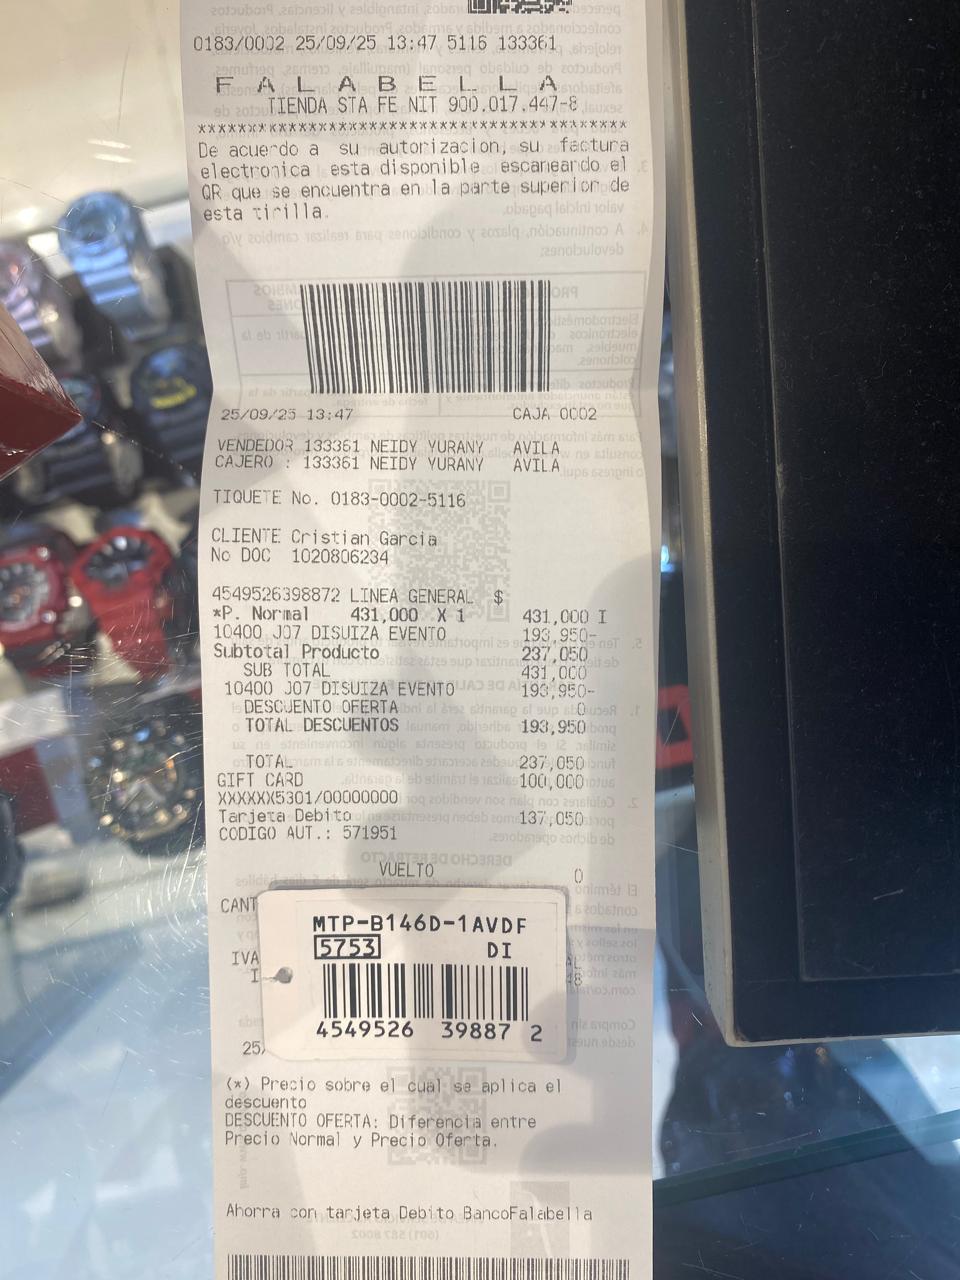 0183/0002 25/09/25 13:47 5116 133361
F A L A B E L L A
TIENDA STA FE NIT 900.017.447-8
*******************************************
De acuerdo a su autorizacion, su factura
electronica esta disponible escaneando el
QR que se encuentra en la parte superior de
esta tirilla.
25/09/25 13:47 CAJA 0002
VENDEDOR 133361 NEIDY YURANY AVILA
CAJERO : 133361 NEIDY YURANY AVILA
TIQUETE No. 0183-0002-5116
CLIENTE Cristian Garcia
No DOC 1020806234
4549526398872 LINEA GENERAL $
*P. Normal 431,000 X 1 431,000 I
10400 J07 DISUIZA EVENTO 193,950-
Subtotal Producto 237,050
SUB TOTAL 431,000
10400 J07 DISUIZA EVENTO 193,950-
DESCUENTO OFERTA 0
TOTAL DESCUENTOS 193,950
TOTAL 237,050
GIFT CARD 100,000
XXXXXX5301/00000000
Tarjeta Debito 137,050
CODIGO AUT.: 571951
VUELTO 0
CANT
IVA
MTP-B146D-1AVDF
5753 DI
4549526 39887 2
25/
(*) Precio sobre el cual se aplica el
descuento
DESCUENTO OFERTA: Diferencia entre
Precio Normal y Precio Oferta.
Ahorra con tarjeta Debito BancoFalabella